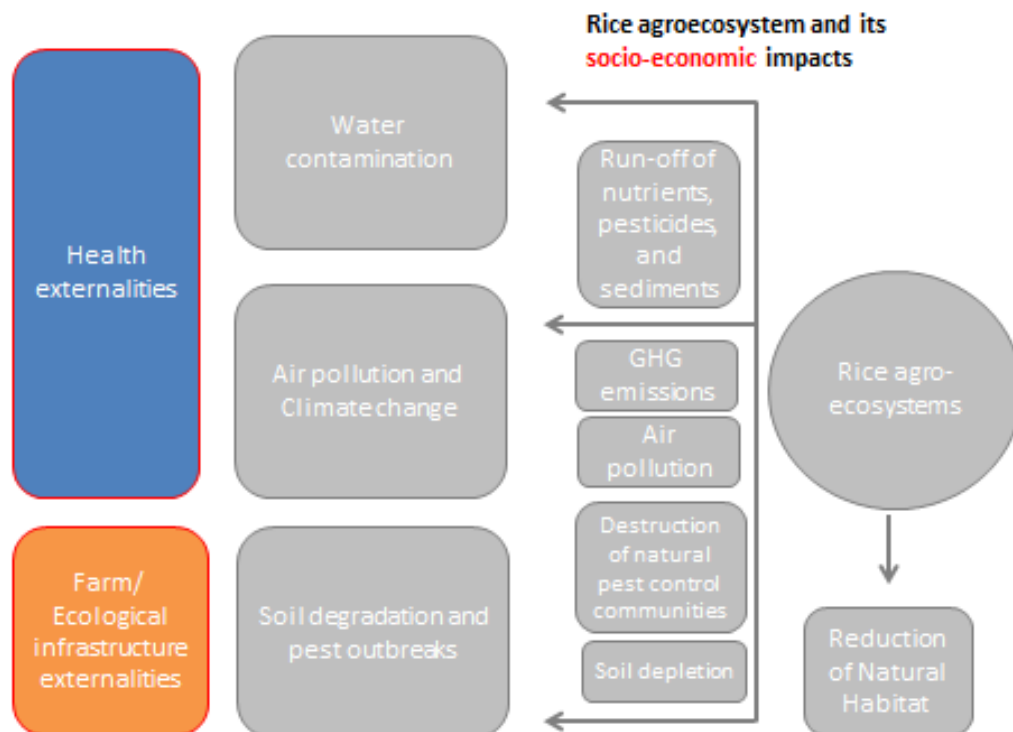 Rice agroecosystem and its
socio-economic impacts
Health
externalities
Water
contamination
Run-off of
nutrients,
pesticides,
and
sediments
Air pollution and
Climate change
GHG
emissions
Air
pollution
Rice agro-
ecosystems
Farm/
Ecological
infrastructure
externalities
Soil degradation and
pest outbreaks
Destruction
of natural
pest control
communities
Soil depletion
Reduction
of Natural
Habitat